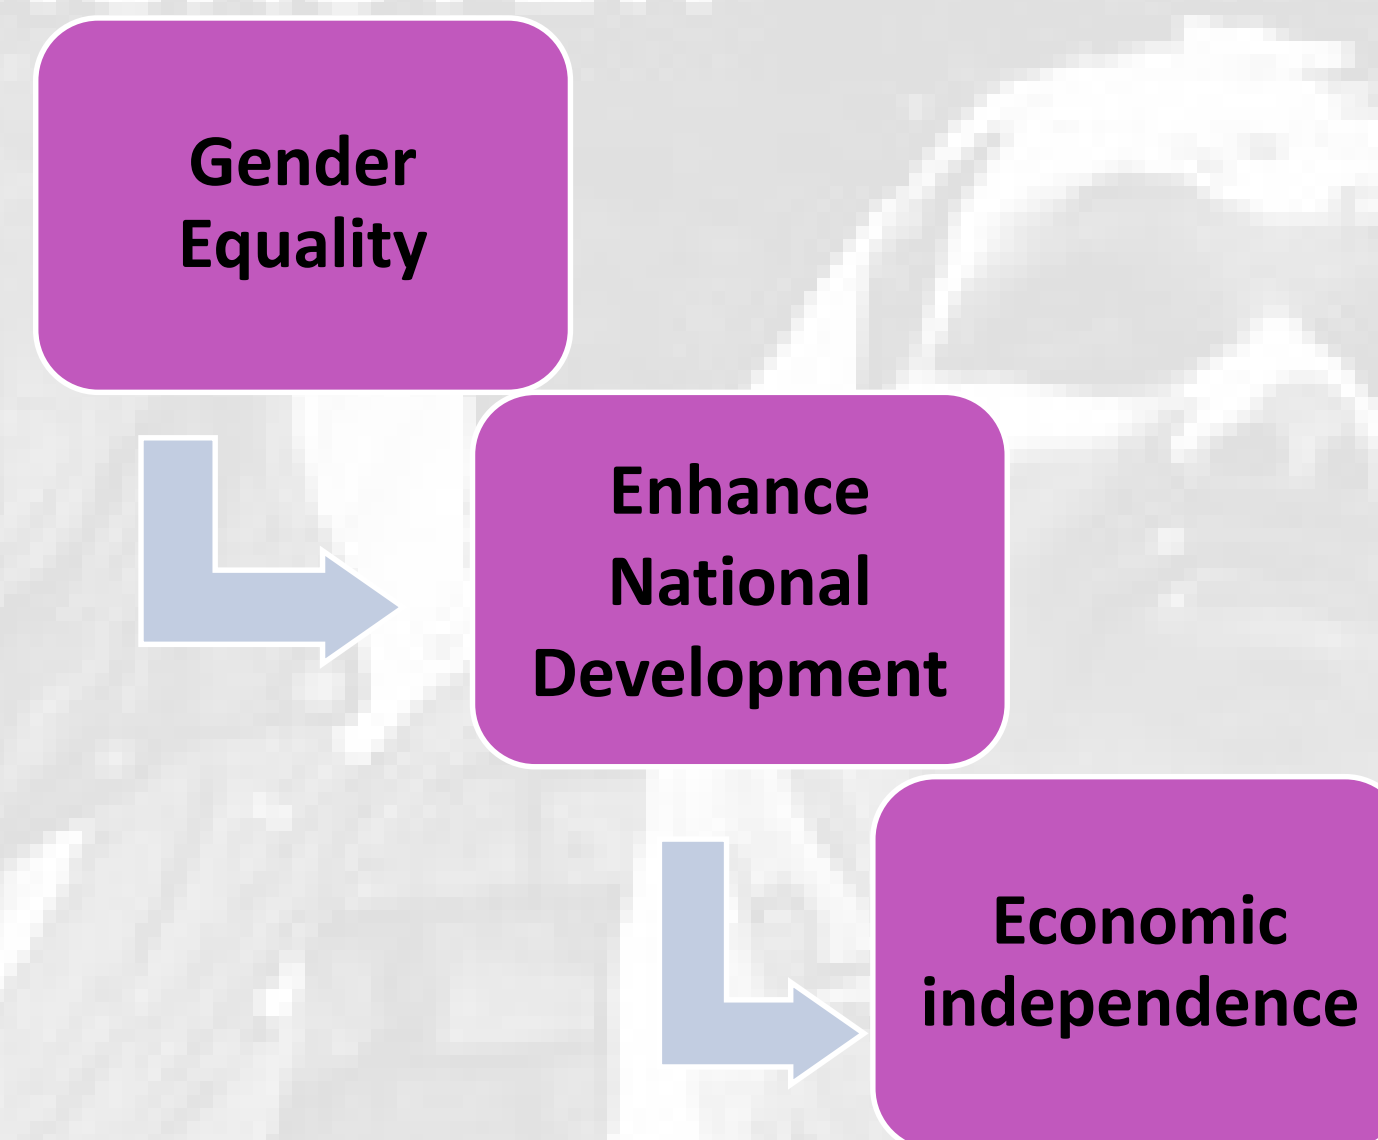 Gender
Equality
Enhance
National
Development
Economic
independence